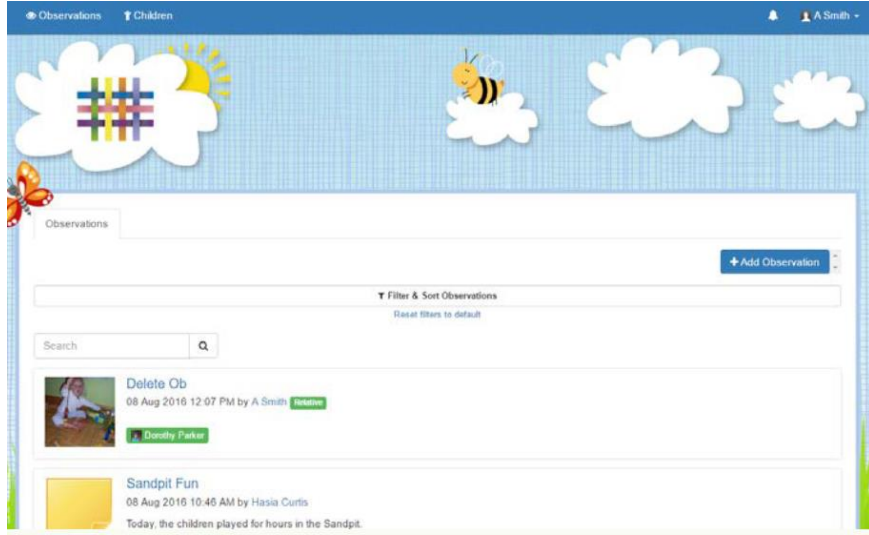 Observations Children A Smith
Observations
Add Observation
Filter & Sort Observations
Reset filters to default
Search
Delete Ob
08 Aug 2016 12:07 PM by A Smith Relative
Dorothy Parker
Sandpit Fun
08 Aug 2016 10:46 AM by Hasia Curtis
Today, the children played for hours in the Sandpit.